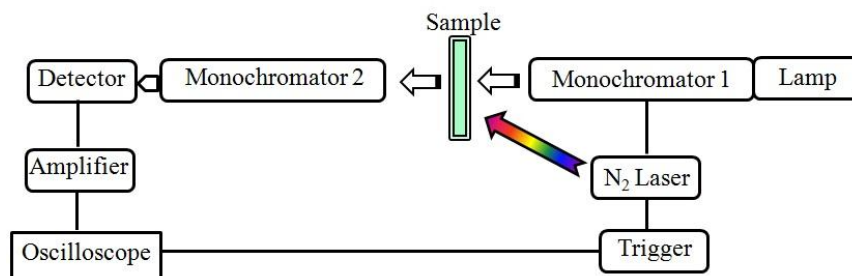 Sample
Detector
Monochromator 2
Monochromator 1
Lamp
Amplifier
N₂ Laser
Oscilloscope
Trigger